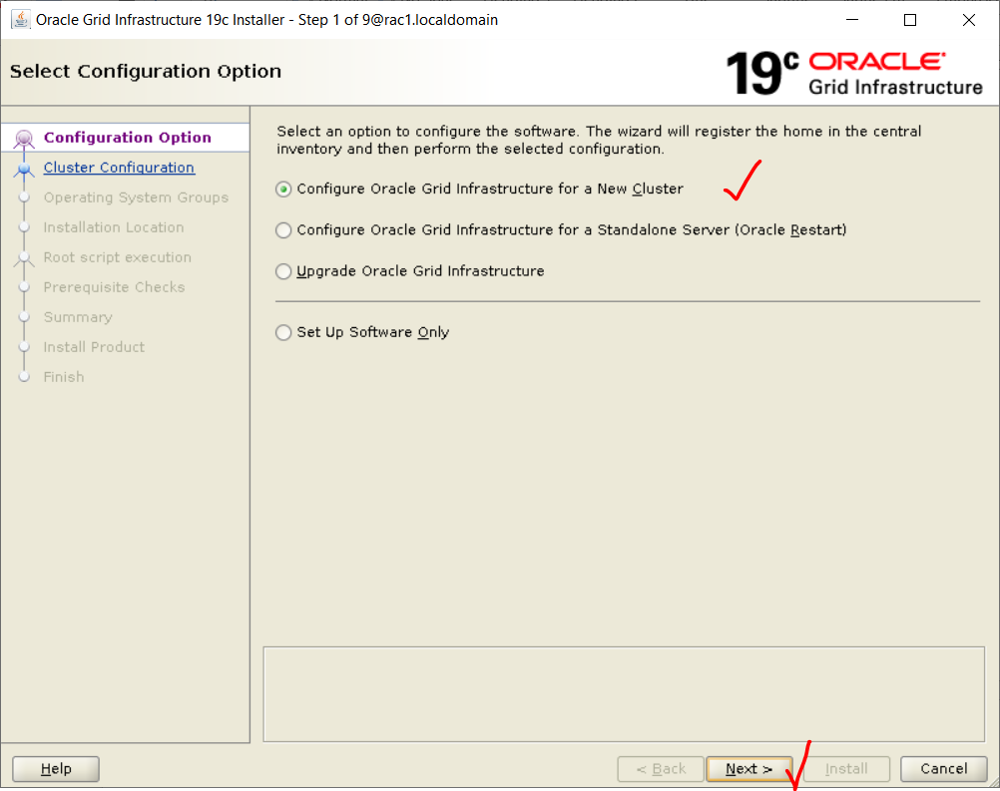 Oracle Grid Infrastructure 19c Installer - Step 1 of 9@rac1.localdomain
Select Configuration Option
19c ORACLE
Grid Infrastructure
Configuration Option
Cluster Configuration
Operating System Groups
Installation Location
Root script execution
Prerequisite Checks
Summary
Install Product
Finish
Select an option to configure the software. The wizard will register the home in the central
inventory and then perform the selected configuration.
Configure Oracle Grid Infrastructure for a New Cluster
Configure Oracle Grid Infrastructure for a Standalone Server (Oracle Restart)
Upgrade Oracle Grid Infrastructure
Set Up Software Only
Help
< Back
Next >
Install
Cancel